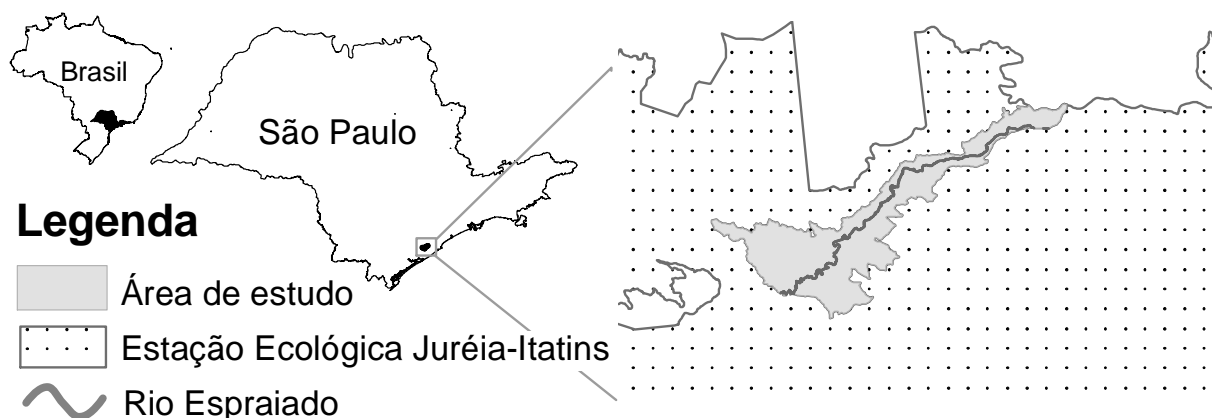 Brasil
São Paulo
Legenda
Área de estudo
Estação Ecológica Juréia-Itatins
Rio Espraiado